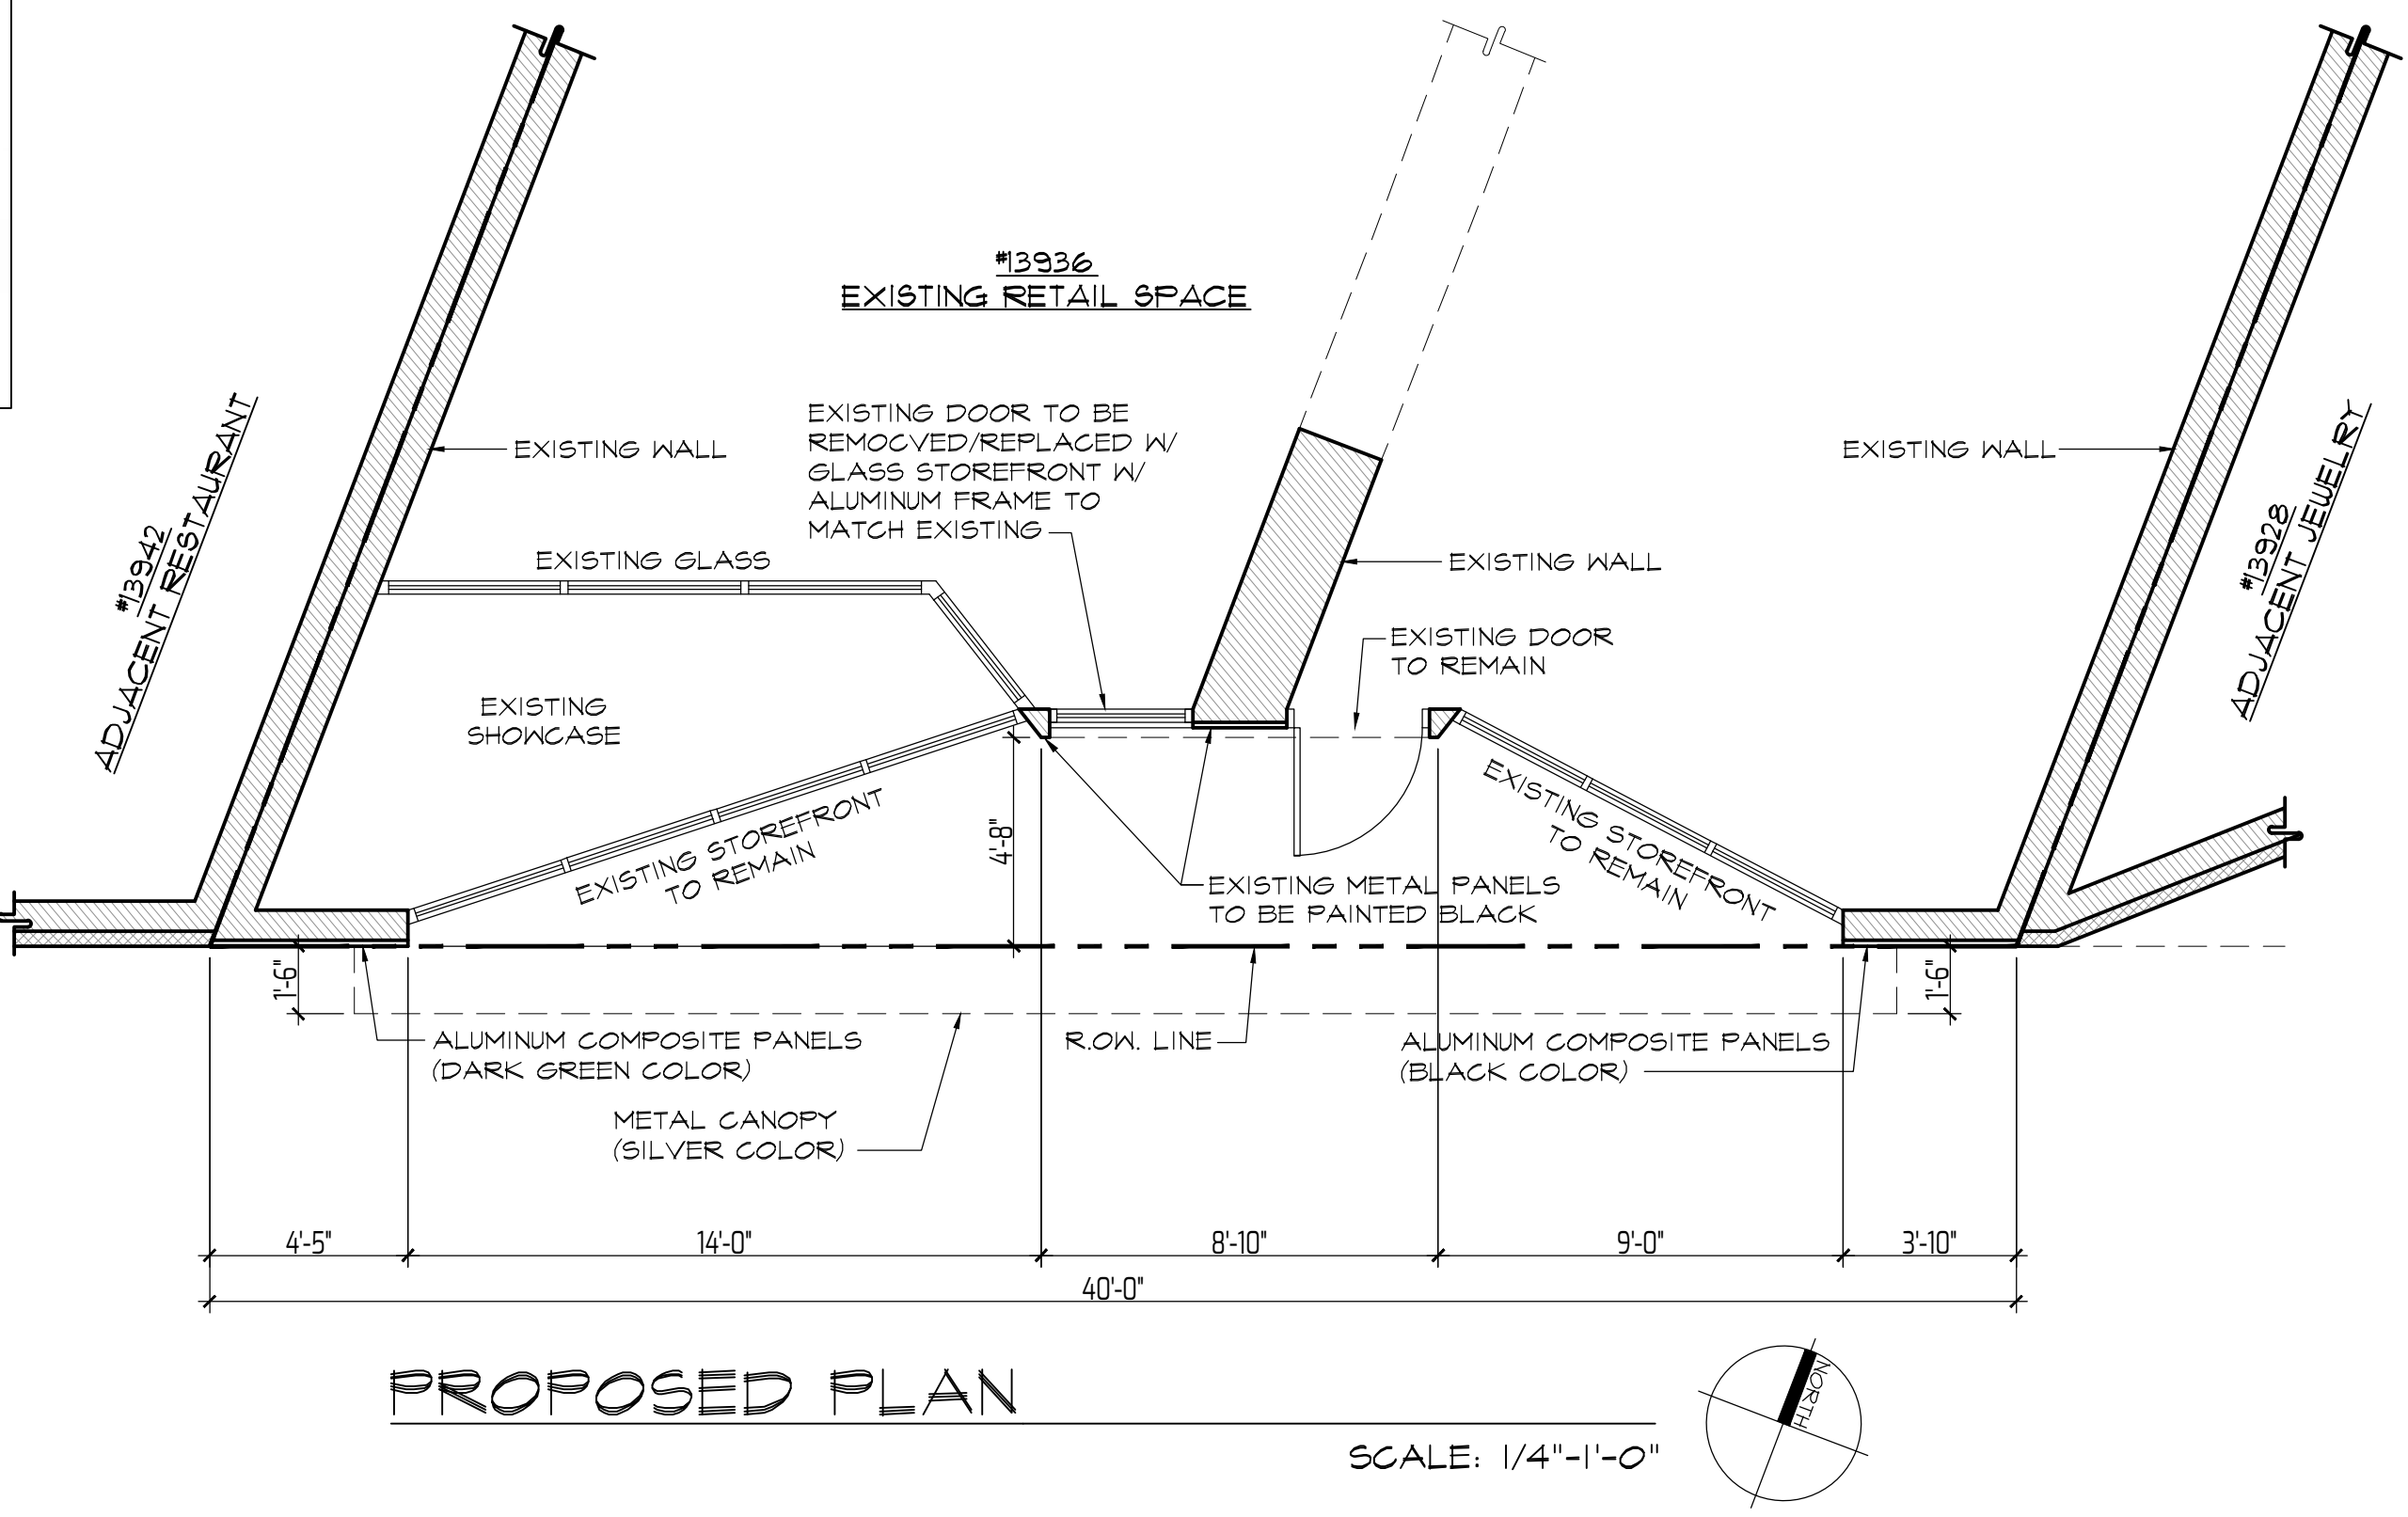 #13936
EXISTING RETAIL SPACE
EXISTING DOOR TO BE
REMOCVED/REPLACED W/
GLASS STOREFRONT W/
ALUMINUM FRAME TO
MATCH EXISTING
EXISTING WALL
EXISTING WALL
#13942
ADJACENT RESTAURANT
#13928
ADJACENT JEWELRY
EXISTING GLASS
EXISTING WALL
EXISTING DOOR
TO REMAIN
EXISTING
SHOWCASE
EXISTING STOREFRONT
TO REMAIN
4'-8"
EXISTING STOREFRONT
TO REMAIN
EXISTING METAL PANELS
TO BE PAINTED BLACK
1'-6"
1'-6"
ALUMINUM COMPOSITE PANELS
(DARK GREEN COLOR)
R.OW. LINE
ALUMINUM COMPOSITE PANELS
(BLACK COLOR)
METAL CANOPY
(SILVER COLOR)
4'-5"
14'-0"
8'-10"
9'-0"
3'-10"
40'-0"
PROPOSED PLAN
NORTH
SCALE: 1/4"-1'-0"